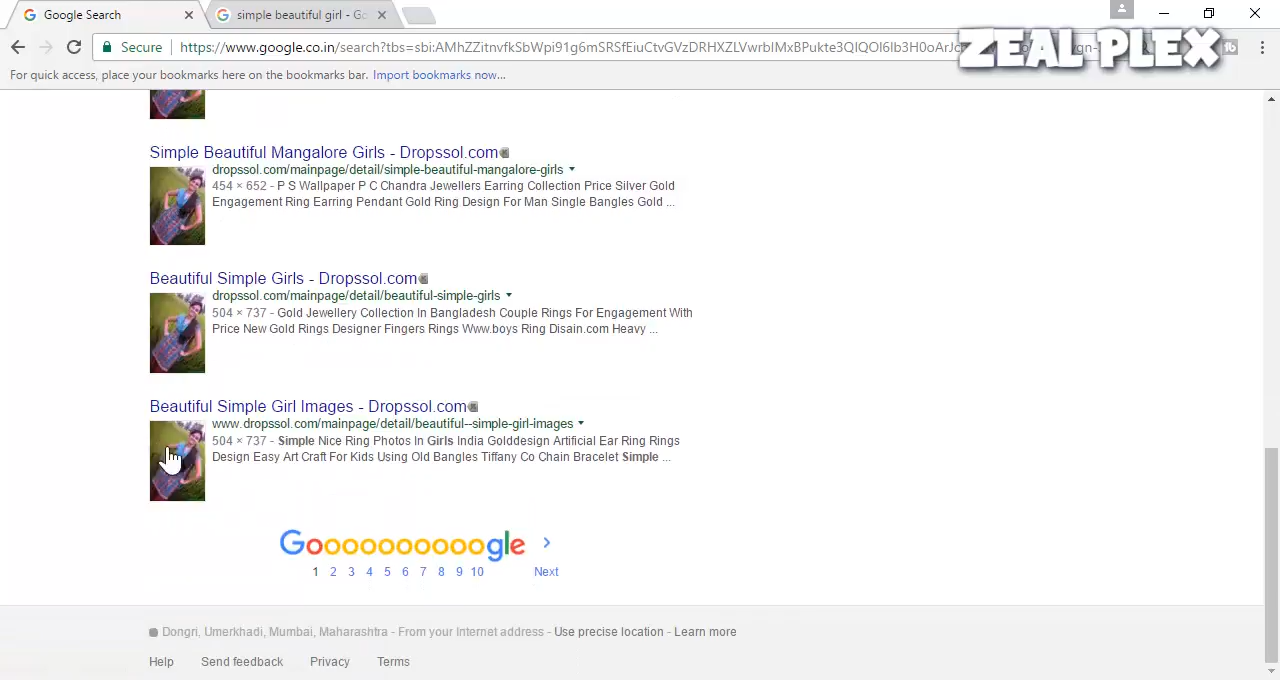 Google Search
simple beautiful girl - Go
ZEAL PLEX
Secure
https://www.google.co.in/search?tbs=sbi:AMhZZitnvfkSbWpi91g6mSRSfEiuCtvGVzDRHXZLVwrbIMxBPukte3QIQOI6Ib3H0oArJ
For quick access, place your bookmarks here on the bookmarks bar. Import bookmarks now...
Simple Beautiful Mangalore Girls - Dropssol.com
dropssol.com/mainpage/detail/simple-beautiful-mangalore-girls
454 × 652 - P S Wallpaper P C Chandra Jewellers Earring Collection Price Silver Gold
Engagement Ring Earring Pendant Gold Ring Design For Man Single Bangles Gold ...
Beautiful Simple Girls - Dropssol.com
dropssol.com/mainpage/detail/beautiful-simple-girls
504 × 737 - Gold Jewellery Collection In Bangladesh Couple Rings For Engagement With
Price New Gold Rings Designer Fingers Rings Www.boys Ring Disain.com Heavy ...
Beautiful Simple Girl Images - Dropssol.com
www.dropssol.com/mainpage/detail/beautiful--simple-girl-images
504 × 737 - Simple Nice Ring Photos In Girls India Golddesign Artificial Ear Ring Rings
Design Easy Art Craft For Kids Using Old Bangles Tiffany Co Chain Bracelet Simple ...
Goooooooooogle >
1 2 3 4 5 6 7 8 9 10 Next
Dongri, Umerkhadi, Mumbai, Maharashtra - From your Internet address - Use precise location - Learn more
Help Send feedback Privacy Terms